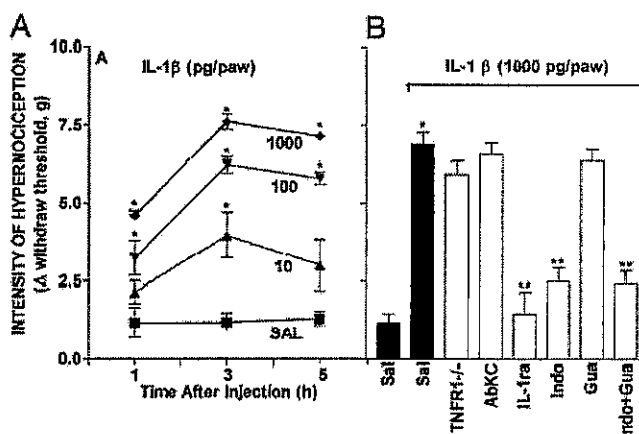 A
B
INTENSITY OF HYPERNOCICEPTION
(Δ withdraw threshold, g)
10.0
7.5
5.0
2.5
0.0
A
IL-1β (pg/paw)
*
*
*
*
*
*
*
1000
100
10
SAL
1
3
5
Time After Injection (h)
IL-1 β (1000 pg/paw)
*
**
**
**
Sal
Sal
TNFR1-/-
AbKC
IL-1ra
Indo
Gua
ndo+Gua